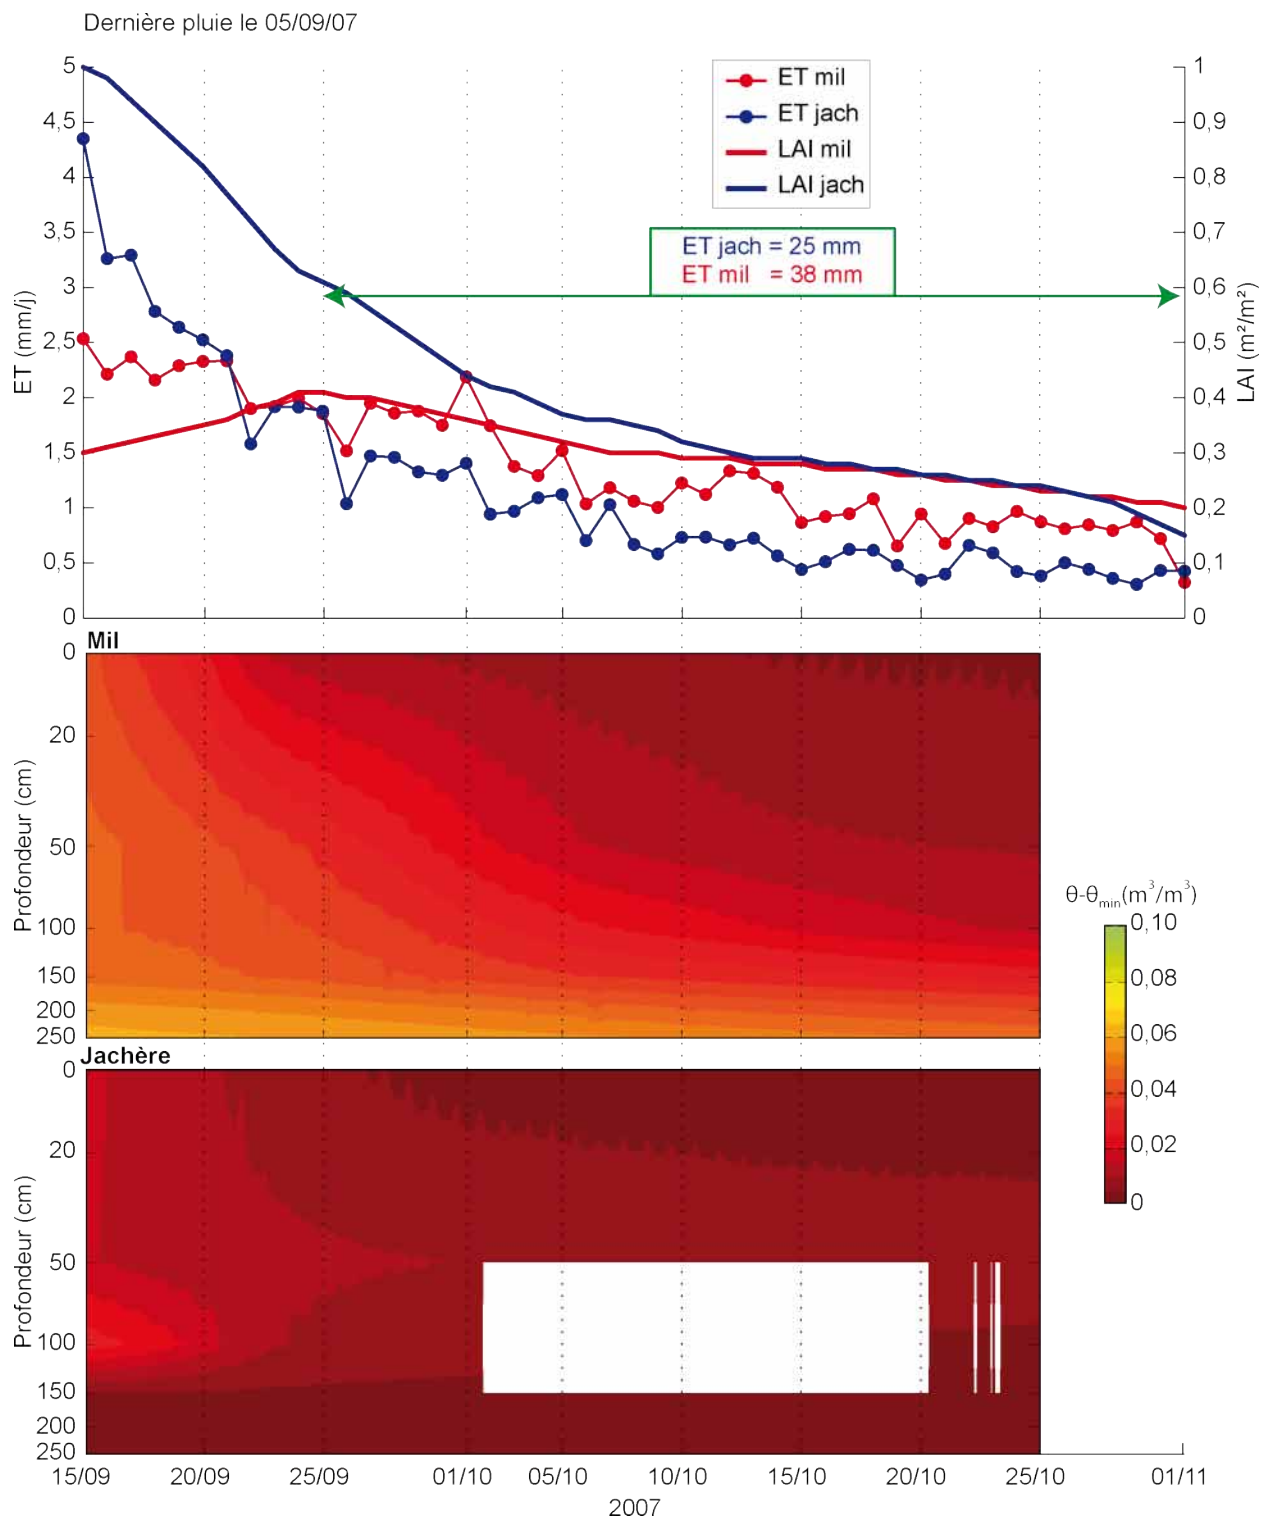 Dernière pluie le 05/09/07
ET mil
ET jach
LAI mil
LAI jach
ET jach = 25 mm
ET mil = 38 mm
ET (mm/j)
5
4,5
4
3,5
3
2,5
2
1,5
1
0,5
0
LAI (m²/m²)
1
0,9
0,8
0,7
0,6
0,5
0,4
0,3
0,2
0,1
0
Mil
Profondeur (cm)
0
20
50
100
150
200
250
θ-θmin(m³/m³)
0,10
0,08
0,06
0,04
0,02
0
Jachère
Profondeur (cm)
0
20
50
100
150
200
250
15/09 20/09 25/09 01/10 05/10 10/10 15/10 20/10 25/10 01/11
2007